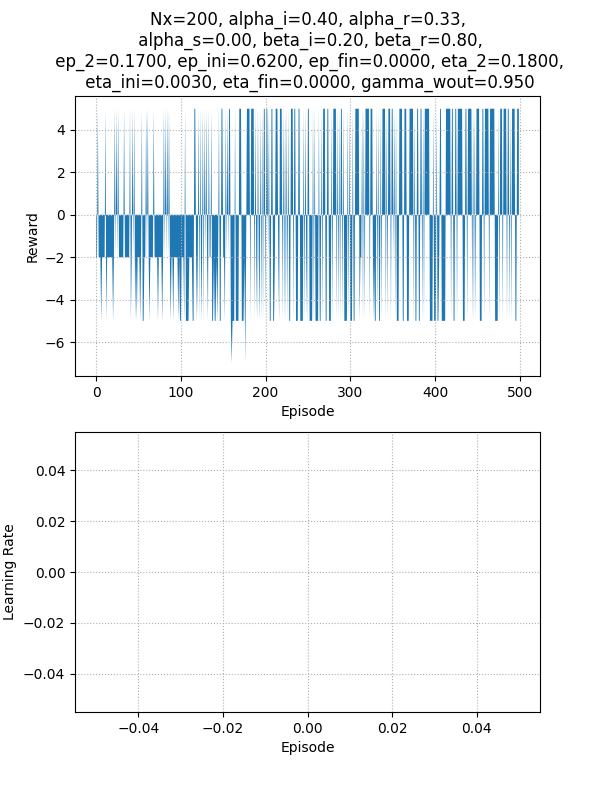 Nx=200, alpha_i=0.40, alpha_r=0.33,
alpha_s=0.00, beta_i=0.20, beta_r=0.80,
ep_2=0.1700, ep_ini=0.6200, ep_fin=0.0000, eta_2=0.1800,
eta_ini=0.0030, eta_fin=0.0000, gamma_wout=0.950
4
2
0
−2
−4
−6
Reward
0 100 200 300 400 500
Episode
0.04
0.02
0.00
−0.02
−0.04
Learning Rate
−0.04 −0.02 0.00 0.02 0.04
Episode